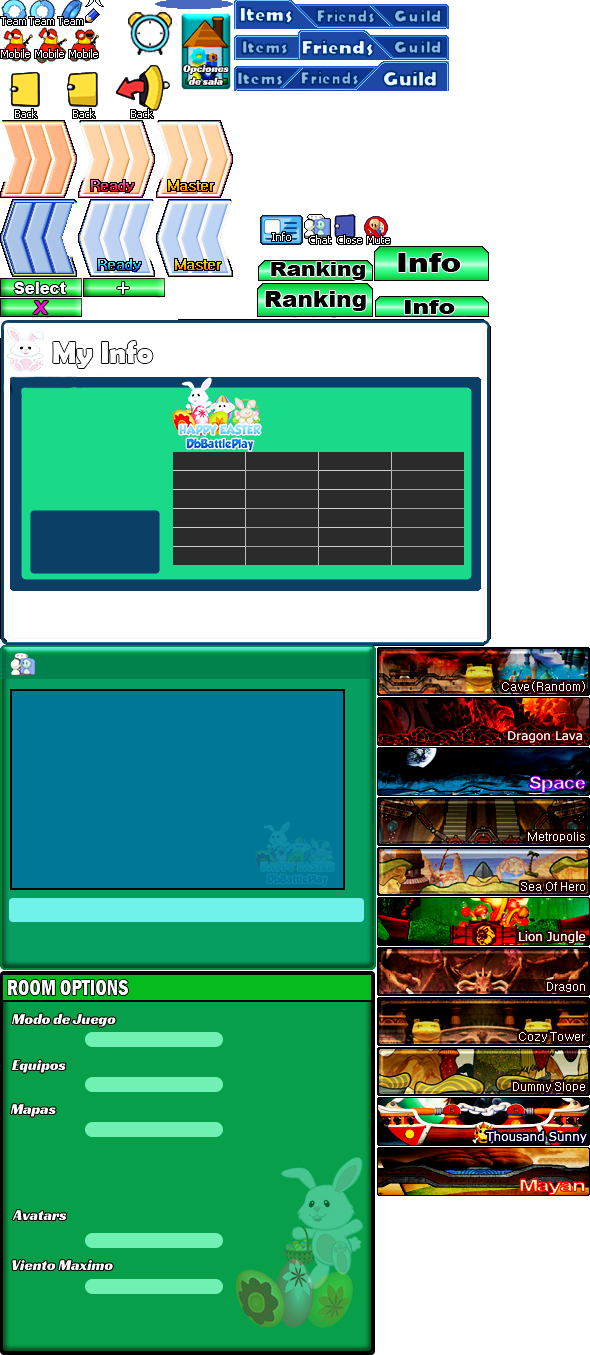 Team Team Team
Mobile Mobile Mobile
Opciones
de sala
Items Friends Guild
Items Friends Guild
Items Friends Guild
Back Back Back
Ready Master
Ready Master
Info Chat Close Mute
Ranking Info
Ranking Info
Select +
X
My Info
HAPPY EASTER
DbBattlePlay
HAPPY EASTER
DbBattlePlay
Cave(Random)
Dragon Lava
Space
Metropolis
Sea Of Hero
Lion Jungle
Dragon
Cozy Tower
Dummy Slope
Thousand Sunny
Mayan
ROOM OPTIONS
Modo de Juego
Equipos
Mapas
Avatars
Viento Maximo